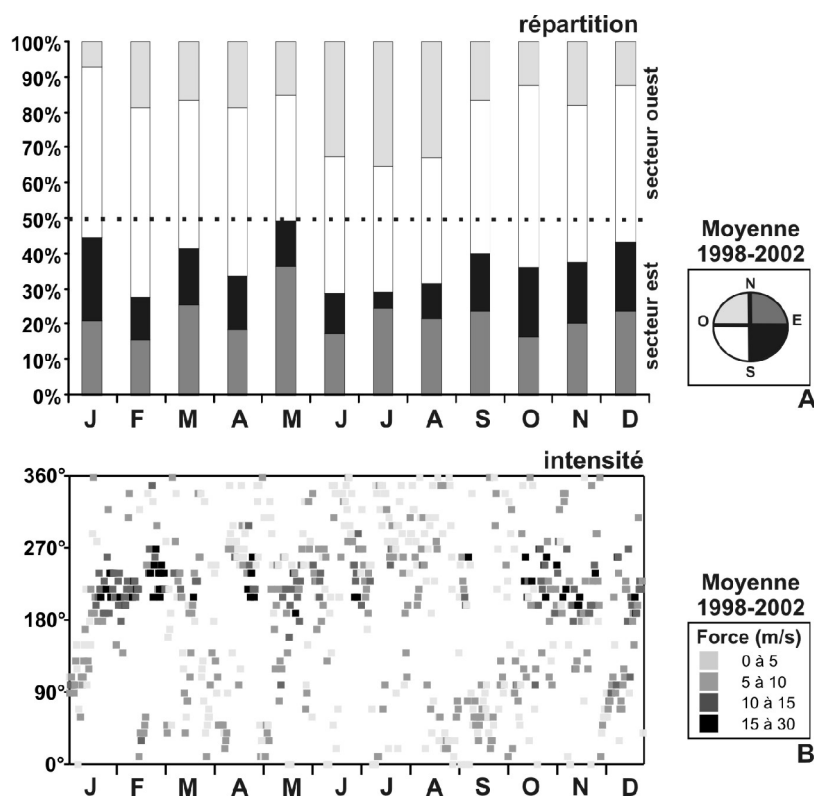 répartition
100%
90%
80%
70%
60%
50%
40%
30%
20%
10%
0%
secteur ouest
secteur est
J F M A M J J A S O N D
Moyenne
1998-2002
N
O E
S
A
intensité
360°
270°
180°
90°
0°
J F M A M J J A S O N D
Moyenne
1998-2002
Force (m/s)
0 à 5
5 à 10
10 à 15
15 à 30
B